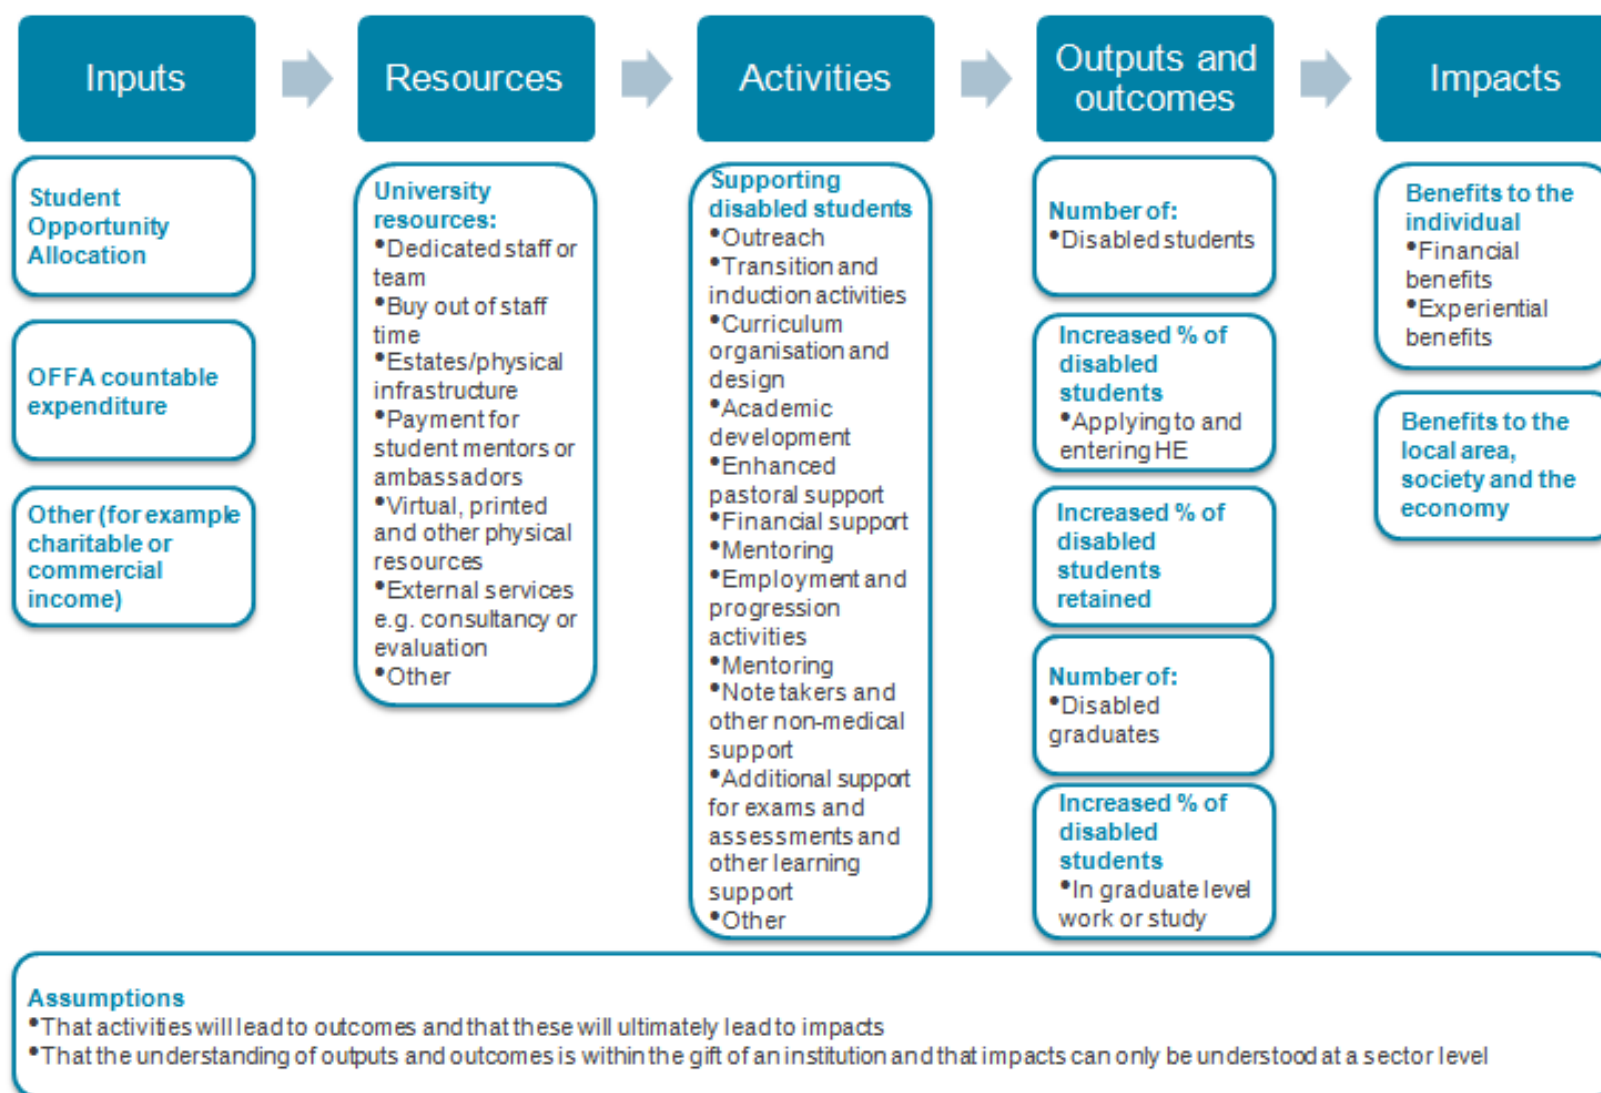 Inputs
Resources
Activities
Outputs and
outcomes
Impacts
Student
Opportunity
Allocation
OFFA countable
expenditure
Other (for example
charitable or
commercial
income)
University
resources:
•Dedicated staff or
team
•Buy out of staff
time
•Estates/physical
infrastructure
•Payment for
student mentors or
ambassadors
•Virtual, printed
and other physical
resources
•External services
e.g. consultancy or
evaluation
•Other
Supporting
disabled students
•Outreach
•Transition and
induction activities
•Curriculum
organisation and
design
•Academic
development
•Enhanced
pastoral support
•Financial support
•Mentoring
•Employment and
progression
activities
•Mentoring
•Note takers and
other non-medical
support
•Additional support
for exams and
assessments and
other learning
support
•Other
Number of:
•Disabled students
Increased % of
disabled
students
•Applying to and
entering HE
Increased % of
disabled
students
retained
Number of:
•Disabled
graduates
Increased % of
disabled
students
•In graduate level
work or study
Benefits to the
individual
•Financial
benefits
•Experiential
benefits
Benefits to the
local area,
society and the
economy
Assumptions
•That activities will lead to outcomes and that these will ultimately lead to impacts
•That the understanding of outputs and outcomes is within the gift of an institution and that impacts can only be understood at a sector level